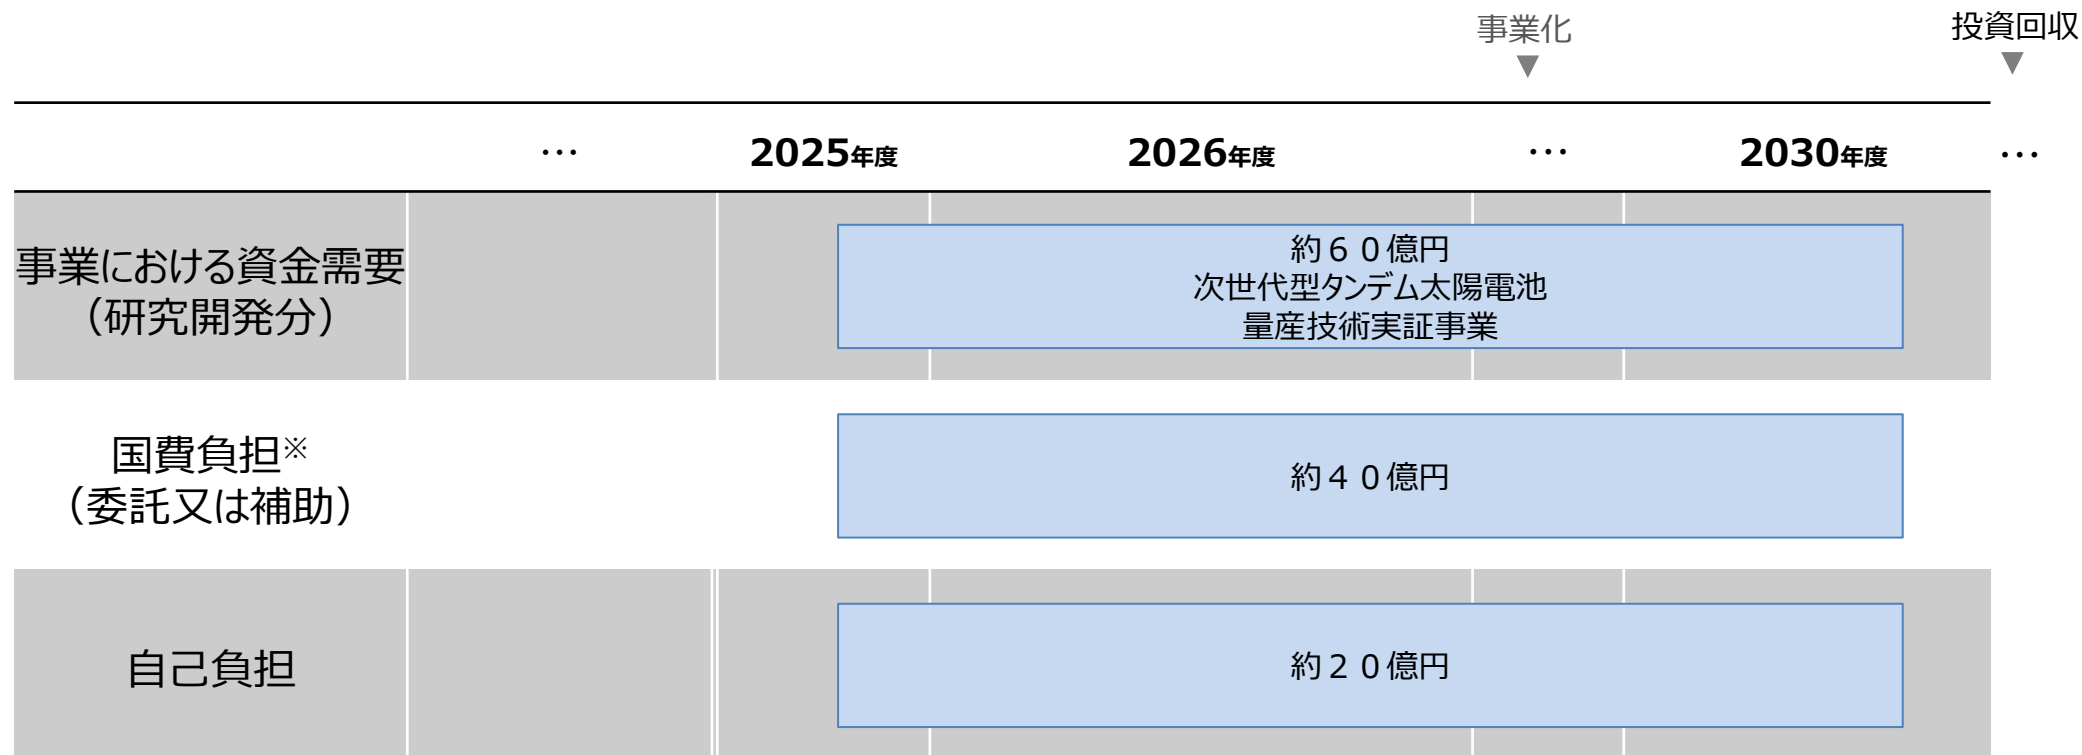 事業化
投資回収
▼
▼
… 2025年度 2026年度 … 2030年度 …
事業における資金需要
（研究開発分）
約６０億円
次世代型タンデム太陽電池
量産技術実証事業
国費負担※
（委託又は補助）
約４０億円
自己負担
約２０億円